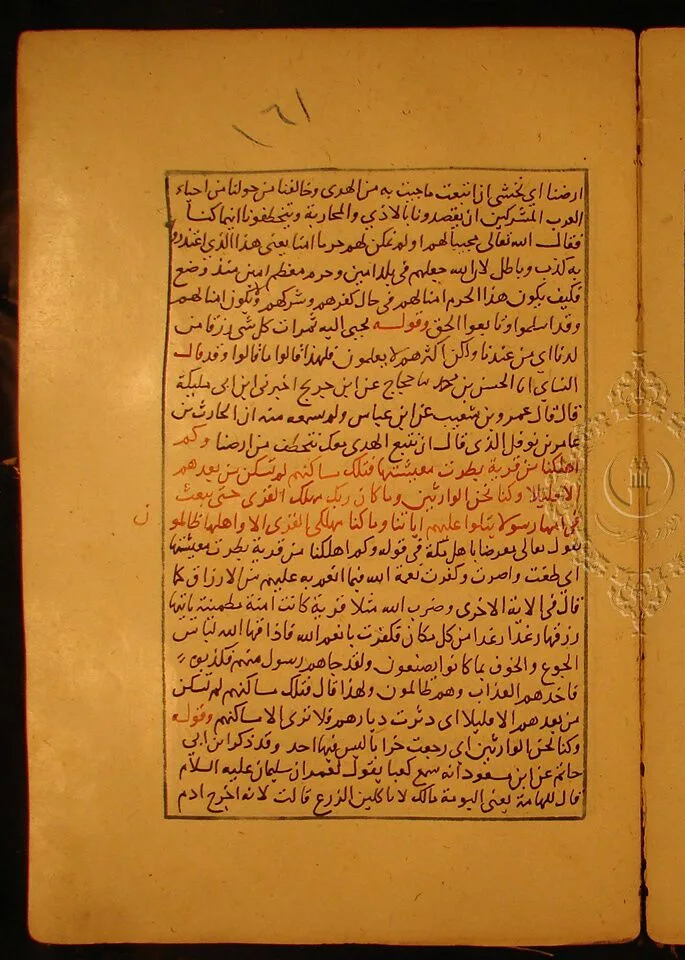 ١٦١
ارضنا اي نخشى ان اتبعت ماجيت به من الهدى وخالفنا من حولنا من احياء
العرب المشركين ان يقصدونا بالاذي والمحاربة ويتخطفونا اينما كنا
فقال الله تعالى مجيبا لهم اولم نمكن لهم حرما امنا يعني هذا الذي اعتذرو
به كذب وباطل لان الله جعلهم في بلد امين وحرم معظم امن منذ وضع
فكيف يكون هذا الحرم امنا لهم في حال كفرهم وشركهم ولا يكون امنا لهم
وقد اسلموا وتابعوا الحق وقوله يجبى اليه ثمرات كل شي رزقا من
لدنا اي من عندنا ولكن اكثرهم لا يعلمون فلهذا قالوا ما قالوا وقد قال
النساي انا الحسن بن محمد نا حجاج عن ابن جريج اخبرني ابن ابي مليكة
قال قال عمرو بن شعيب عن ابن عباس ولم يسمعه منه ان الحارث بن
عامر بن نوفل الذي قال ان نتبع الهدى معك نتخطف من ارضنا وكم
اهلكنا من قرية بطرت معيشتها فتلك مساكنهم لم تسكن من بعدهم
الا قليلا وكنا نحن الوارثين وما كان ربك مهلك القرى حتى يبعث
في امها رسولا يتلوا عليهم اياتنا وما كنا مهلكي القرى الا واهلها ظالمو
ن
يقول تعالى معرضا باهل مكة في قوله وكم اهلكنا من قرية بطرت معيشتها
اي طغت واصرت وكفرت نعمة الله فيما انعم به عليهم من الارزاق كما
قال في الاية الاخرى وضرب الله مثلا قرية كانت امنة مطمئنة ياتيها
رزقها رغدا رغدا من كل مكان فكفرت بانعم الله فاذاقها الله لباس
الجوع والخوف بما كانوا يصنعون ولقد جاهم رسول منهم فكذبوه
فاخذهم العذاب وهم ظالمون ولهذا قال فتلك مساكنهم لم تسكن
من بعدهم الا قليلا اي دثرت ديارهم فلا ترى الا مساكنهم وقوله
وكنا نحن الوارثين اي رجعت خرابا ليس فيها احد وقد ذكر ابن ابي
حاتم عن ابن مسعود انه سمع كعبا يقول لعمر ان سليمان عليه السلام
قال للهامة يعني البومة مالك لا تاكلين الزرع قالت لانه اخرج ادم